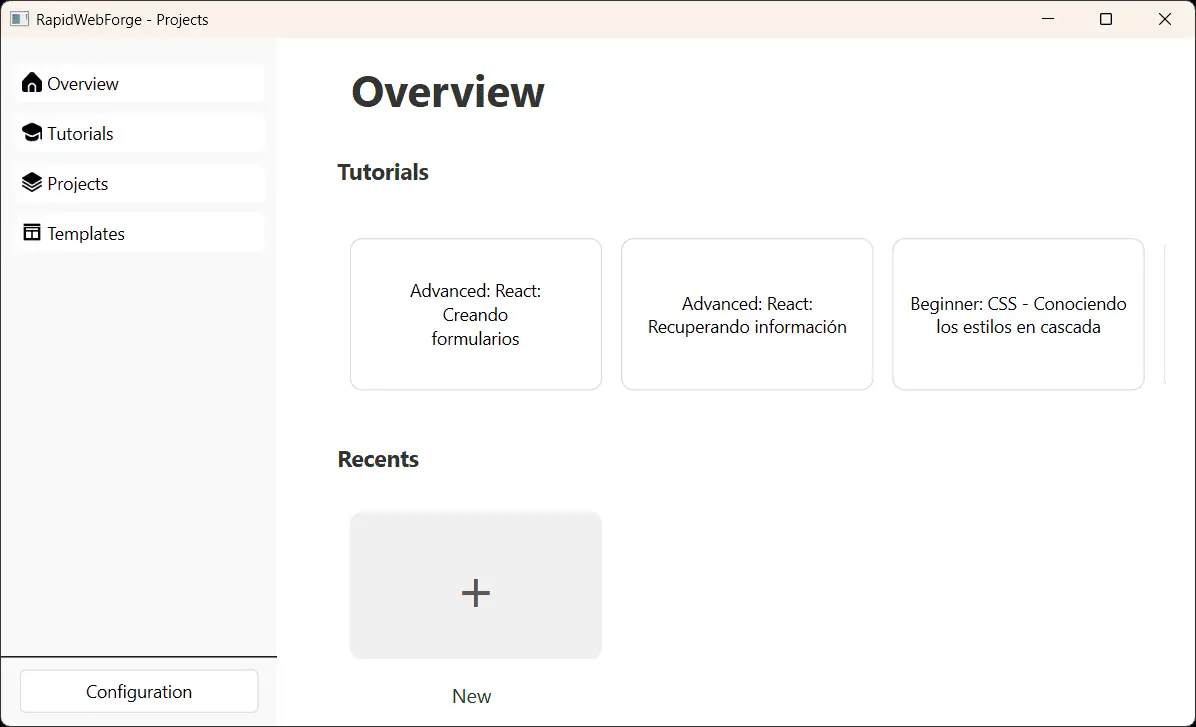 RapidWebForge - Projects
Overview
Tutorials
Projects
Templates
Configuration
Overview
Tutorials
Advanced: React:
Creando
formularios
Advanced: React:
Recuperando información
Beginner: CSS - Conociendo
los estilos en cascada
Recents
New